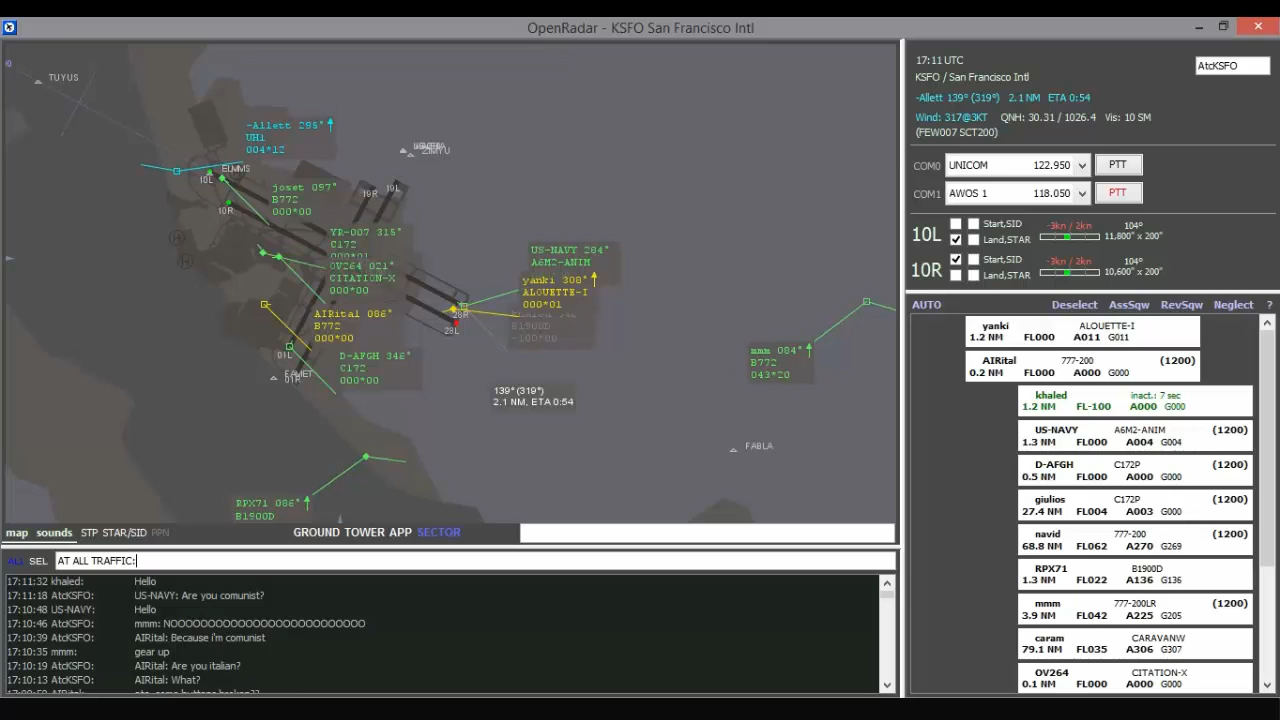 OpenRadar - KSFO San Francisco Intl
TUYUS
-Allett 295°
UH1
004*12
ELMMS
10L
10R
joset 097°
B772
000*00
19R
19L
YR-007 315°
C172
000*01
OV264 021°
CITATION-X
000*00
AIRital 086°
B772
000*00
01L
01R
D-AFGH 346°
C172
000*00
US-NAVY 284°
A6M2-ANIM
yanki 308°
ALOUETTE-I
000*01
B1900D
-100*00
28R
28L
139°(319°)
2.1 NM, ETA 0:54
mmm 084°
B772
043*20
FABLA
RPX71 086°
B1900D
map sounds STP STAR/SID PPN
GROUND TOWER APP SECTOR
ALL SEL AT ALL TRAFFIC:
17:11:32 khaled: Hello
17:11:18 AtcKSFO: US-NAVY: Are you comunist?
17:10:48 US-NAVY: Hello
17:10:46 AtcKSFO: mmm: NOOOOOOOOOOOOOOOOOOOOOOOOOO
17:10:39 AtcKSFO: AIRital: Because i'm comunist
17:10:35 mmm: gear up
17:10:19 AtcKSFO: AIRital: Are you italian?
17:10:13 AtcKSFO: AIRital: What?
17:11 UTC
AtcKSFO
KSFO / San Francisco Intl
-Allett 139° (319°) 2.1 NM ETA 0:54
Wind: 317@3KT QNH: 30.31 / 1026.4 Vis: 10 SM
(FEW007 SCT200)
COM0 UNICOM 122.950 PTT
COM1 AWOS 1 118.050 PTT
10L
Start,SID -3kn / 2kn 104°
Land,STAR 11,800" x 200"
10R
Start,SID -3kn / 2kn 104°
Land,STAR 10,600" x 200"
AUTO Deselect AssSqw RevSqw Neglect ?
yanki ALOUETTE-I
1.2 NM FL000 A011 G011
AIRital 777-200 (1200)
0.2 NM FL000 A000 G000
khaled inact.: 7 sec
1.2 NM FL-100 A000 G000
US-NAVY A6M2-ANIM (1200)
1.3 NM FL000 A004 G004
D-AFGH C172P (1200)
0.5 NM FL000 A000 G000
giulios C172P (1200)
27.4 NM FL004 A003 G000
navid 777-200 (1200)
68.8 NM FL062 A270 G269
RPX71 B1900D
1.3 NM FL022 A136 G136
mmm 777-200LR (1200)
3.9 NM FL042 A225 G205
caram CARAVANW
79.1 NM FL035 A306 G307
OV264 CITATION-X
0.1 NM FL000 A000 G000